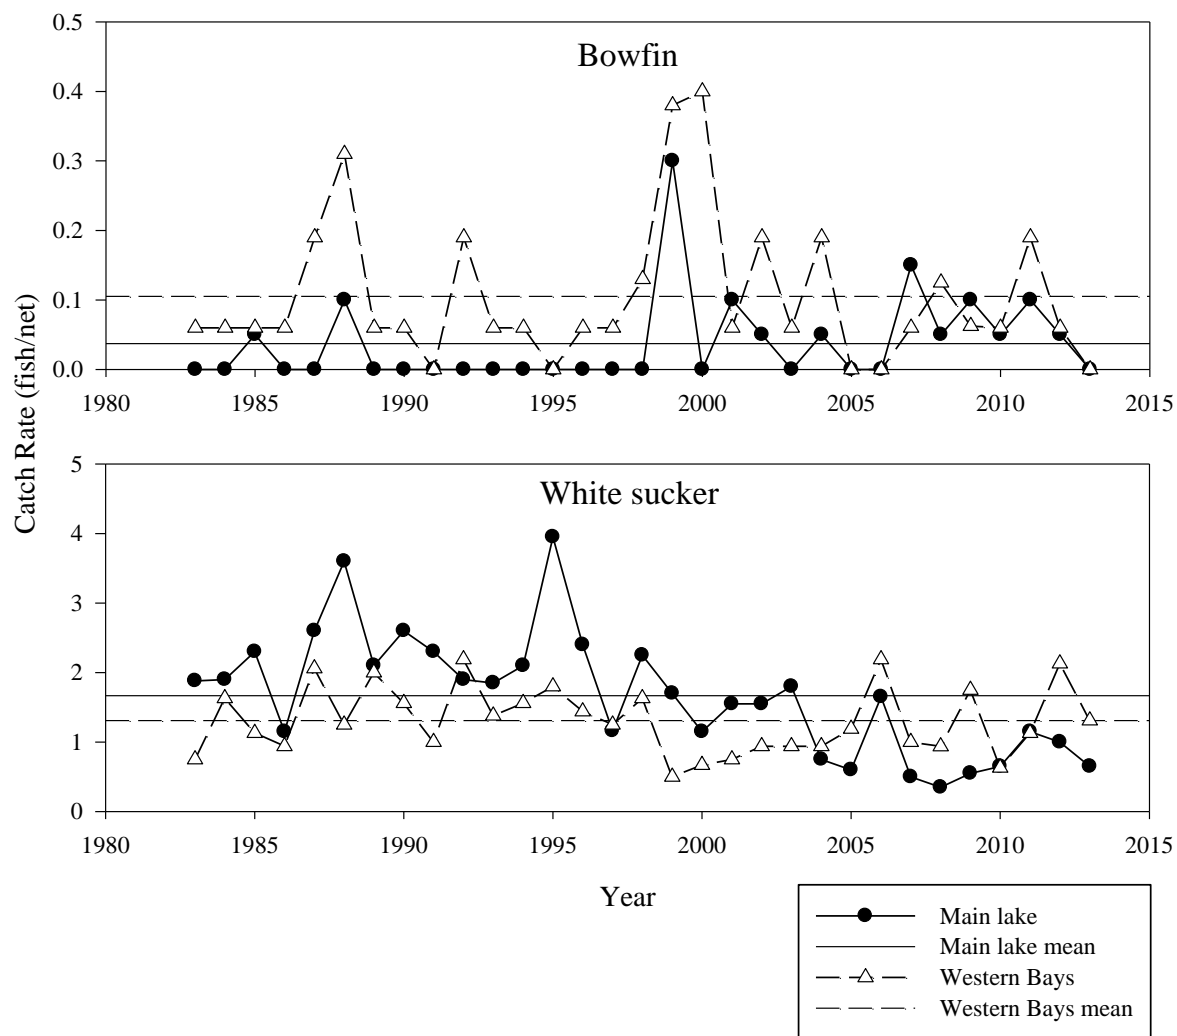 Bowfin
0.5
0.4
0.3
0.2
0.1
0.0
1980 1985 1990 1995 2000 2005 2010 2015
Catch Rate (fish/net)
White sucker
5
4
3
2
1
0
1980 1985 1990 1995 2000 2005 2010 2015
Year
Main lake
Main lake mean
Western Bays
Western Bays mean